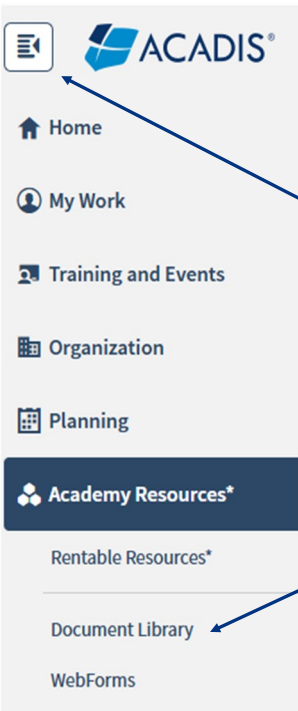 ACADIS®
Home
My Work
Training and Events
Organization
Planning
Academy Resources*
Rentable Resources*
Document Library
WebForms